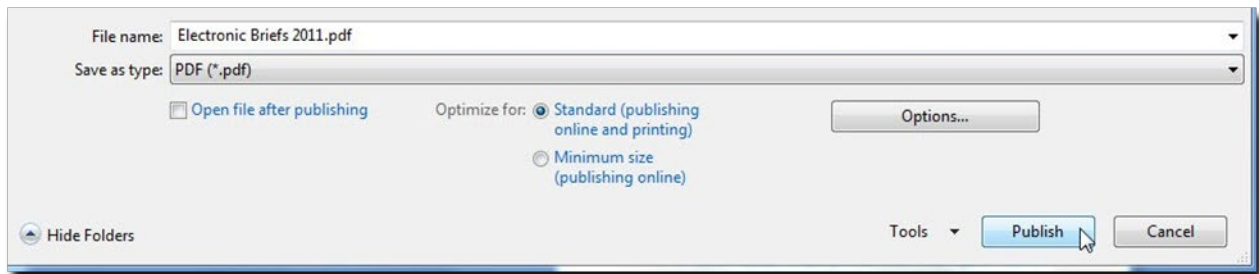 File name: Electronic Briefs 2011.pdf
Save as type: PDF (*.pdf)
Open file after publishing
Optimize for: Standard (publishing
online and printing)
Minimum size
(publishing online)
Options...
Hide Folders
Tools
Publish
Cancel